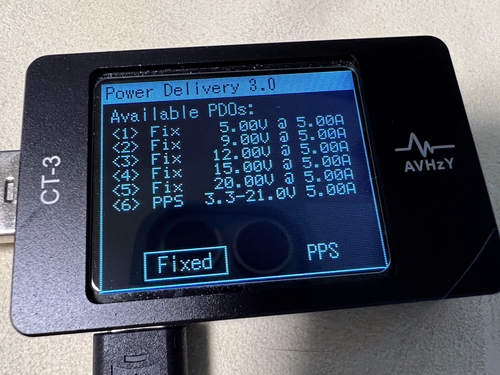 Power Delivery 3.0
Available PDOs:
<1> Fix 5.00V @ 5.00A
<2> Fix 9.00V @ 5.00A
<3> Fix 12.00V @ 5.00A
<4> Fix 15.00V @ 5.00A
<5> Fix 20.00V @ 5.00A
<6> PPS 3.3-21.0V 5.00A
Fixed PPS
CT-3
AVHzY